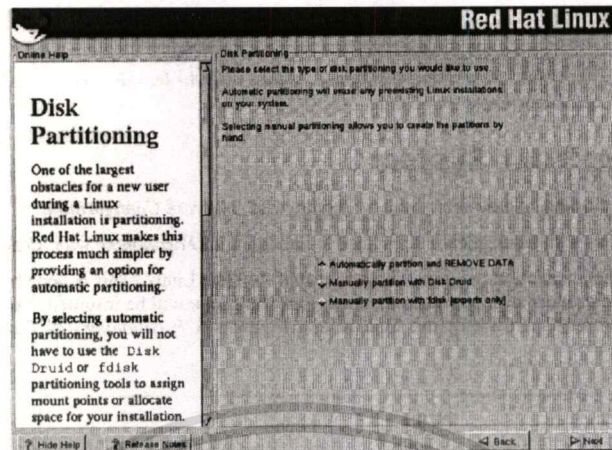 Red Hat Linux
Online Help
Disk
Partitioning
One of the largest
obstacles for a new user
during a Linux
installation is partitioning.
Red Hat Linux makes this
process much simpler by
providing an option for
automatic partitioning.
By selecting automatic
partitioning, you will not
have to use the Disk
Druid or fdisk
partitioning tools to assign
mount points or allocate
space for your installation.
Hide Help
Release Notes
Disk Partitioning
Please select the type of disk partitioning you would like to use.
Automatic partitioning will erase any preexisting Linux installations
on your system.
Selecting manual partitioning allows you to create the partitions by
hand.
Automatically partition and REMOVE DATA
Manually partition with Disk Druid
Manually partition with fdisk [experts only]
Back
Next